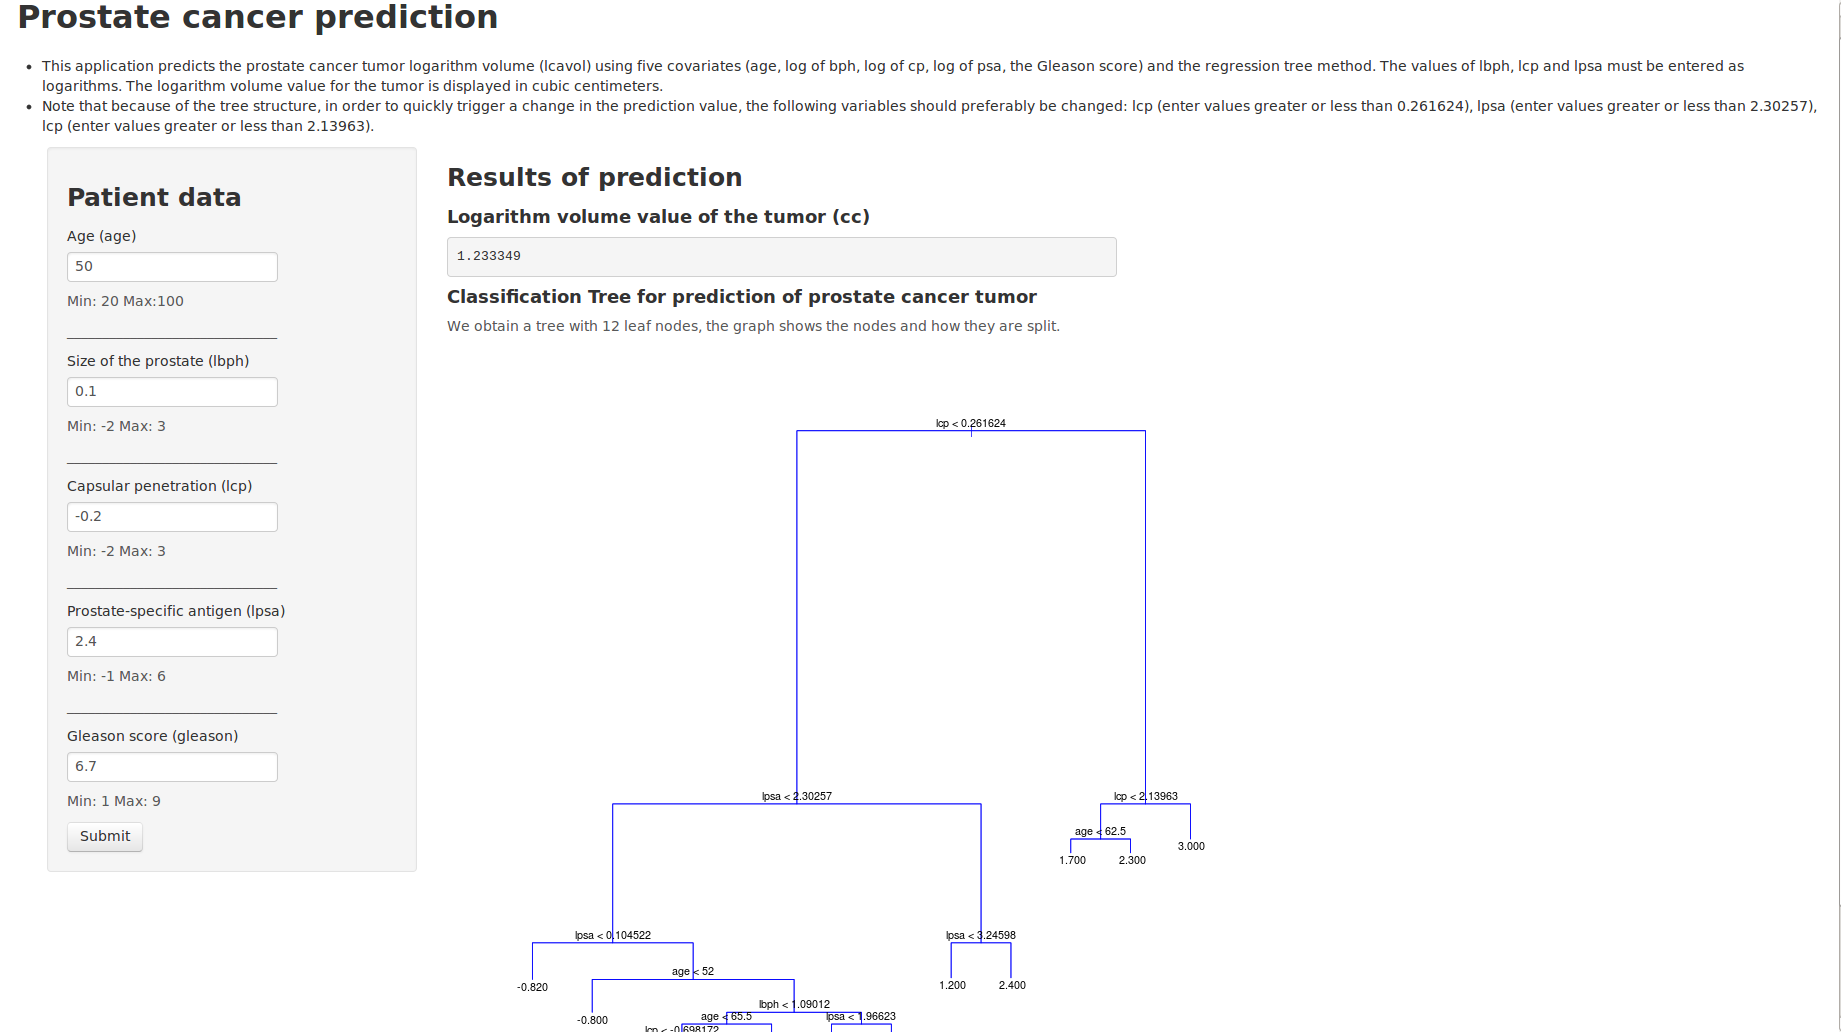 Prostate cancer prediction
• This application predicts the prostate cancer tumor logarithm volume (lcavol) using five covariates (age, log of bph, log of cp, log of psa, the Gleason score) and the regression tree method. The values of lbph, lcp and lpsa must be entered as
logarithms. The logarithm volume value for the tumor is displayed in cubic centimeters.
• Note that because of the tree structure, in order to quickly trigger a change in the prediction value, the following variables should preferably be changed: lcp (enter values greater or less than 0.261624), lpsa (enter values greater or less than 2.30257),
lcp (enter values greater or less than 2.13963).
Patient data
Age (age)
50
Min: 20 Max:100
Size of the prostate (lbph)
0.1
Min: -2 Max: 3
Capsular penetration (lcp)
-0.2
Min: -2 Max: 3
Prostate-specific antigen (lpsa)
2.4
Min: -1 Max: 6
Gleason score (gleason)
6.7
Min: 1 Max: 9
Submit
Results of prediction
Logarithm volume value of the tumor (cc)
1.233349
Classification Tree for prediction of prostate cancer tumor
We obtain a tree with 12 leaf nodes, the graph shows the nodes and how they are split.
lcp < 0.261624
lpsa < 2.30257
lcp < 2.13963
age < 62.5
3.000
1.700
2.300
lpsa < 0.104522
lpsa < 3.24598
age < 52
-0.820
1.200
2.400
lbph < 1.09012
-0.800
age < 65.5
lpsa < 1.96623
lcp < -0.698172